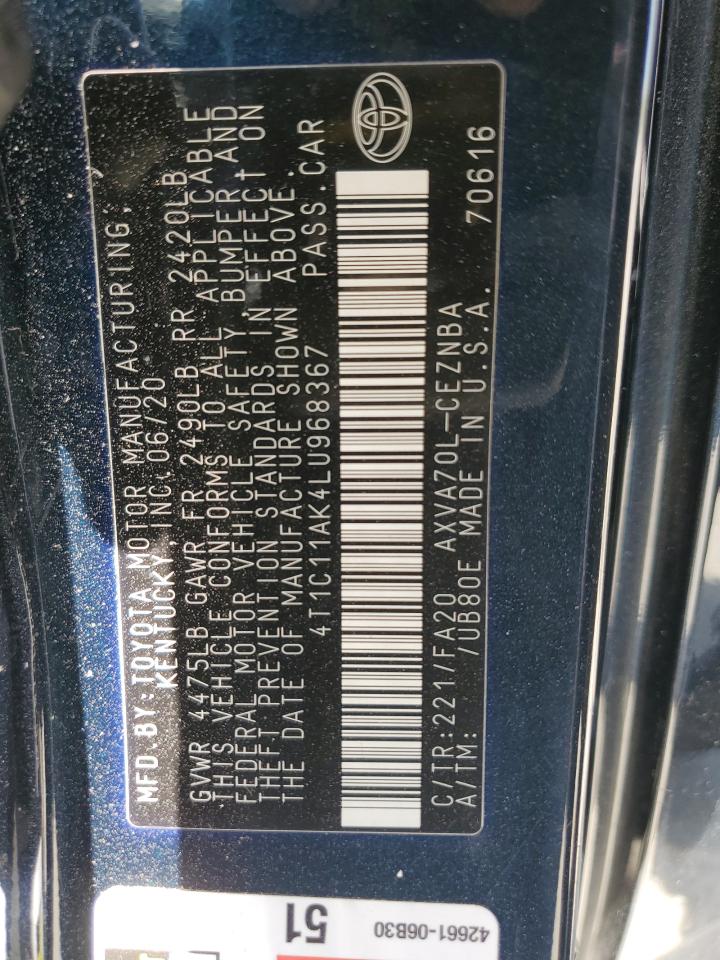 MFD.BY:TOYOTA MOTOR MANUFACTURING,
KENTUCKY,INC.06/20
GVWR 4475LB GAWR FR 2490LB RR 2420LB
THIS VEHICLE CONFORMS TO ALL APPLICABLE
FEDERAL MOTOR VEHICLE SAFETY, BUMPER AND
THEFT PREVENTION STANDARDS IN EFFECT ON
THE DATE OF MANUFACTURE SHOWN ABOVE.
4T1C11AK4LU968367 PASS.CAR
C/TR:221/FA20 AXVA70L-CEZNBA
A/TM: /UB80E MADE IN U.S.A. 70616
42661-06B30
51